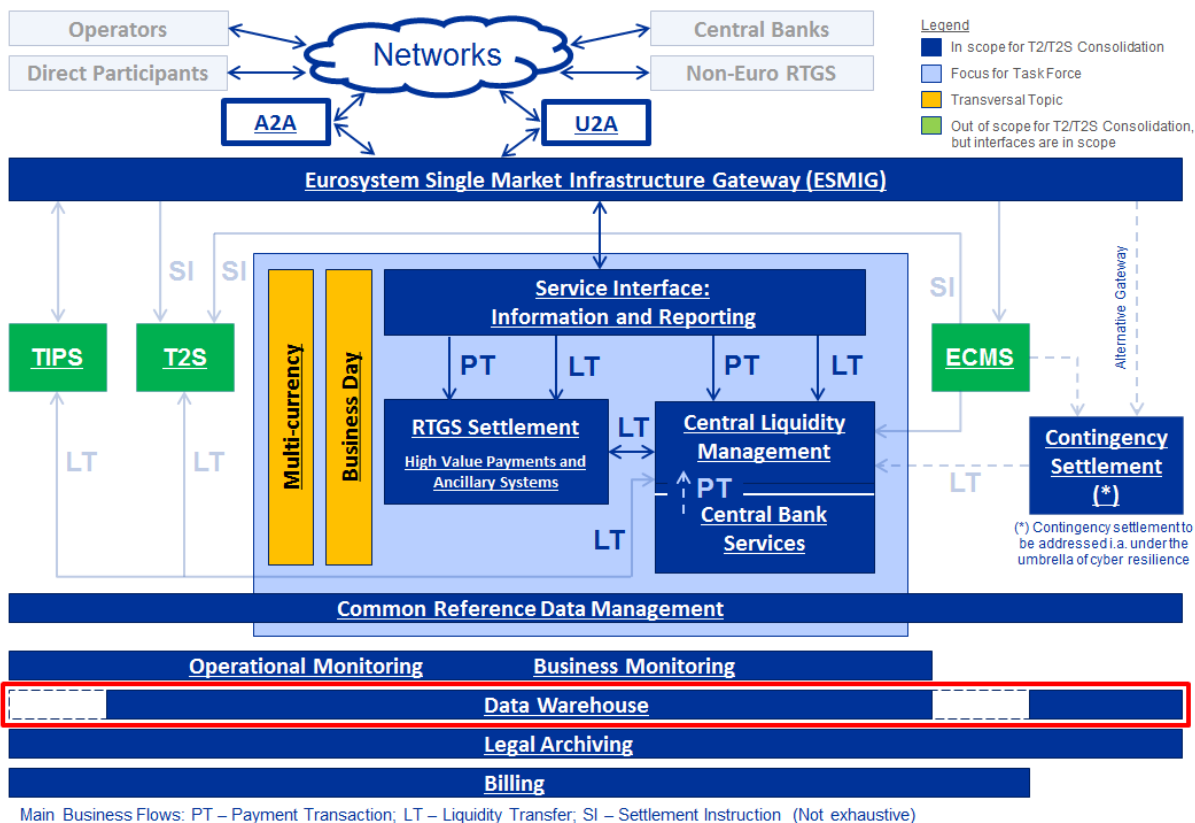 Operators
Direct Participants
Networks
Central Banks
Non-Euro RTGS
A2A
U2A
Legend
In scope for T2/T2S Consolidation
Focus for Task Force
Transversal Topic
Out of scope for T2/T2S Consolidation,
but interfaces are in scope
Eurosystem Single Market Infrastructure Gateway (ESMIG)
SI
SI
SI
Alternative Gateway
Multi-currency
Business Day
Service Interface:
Information and Reporting
TIPS
T2S
ECMS
PT
LT
PT
LT
RTGS Settlement
High Value Payments and
Ancillary Systems
LT
Central Liquidity
Management
PT
Central Bank
Services
Contingency
Settlement
(*)
LT
LT
LT
LT
(*) Contingency settlement to
be addressed i.a. under the
umbrella of cyber resilience
Common Reference Data Management
Operational Monitoring
Business Monitoring
Data Warehouse
Legal Archiving
Billing
Main Business Flows: PT – Payment Transaction; LT – Liquidity Transfer; SI – Settlement Instruction (Not exhaustive)